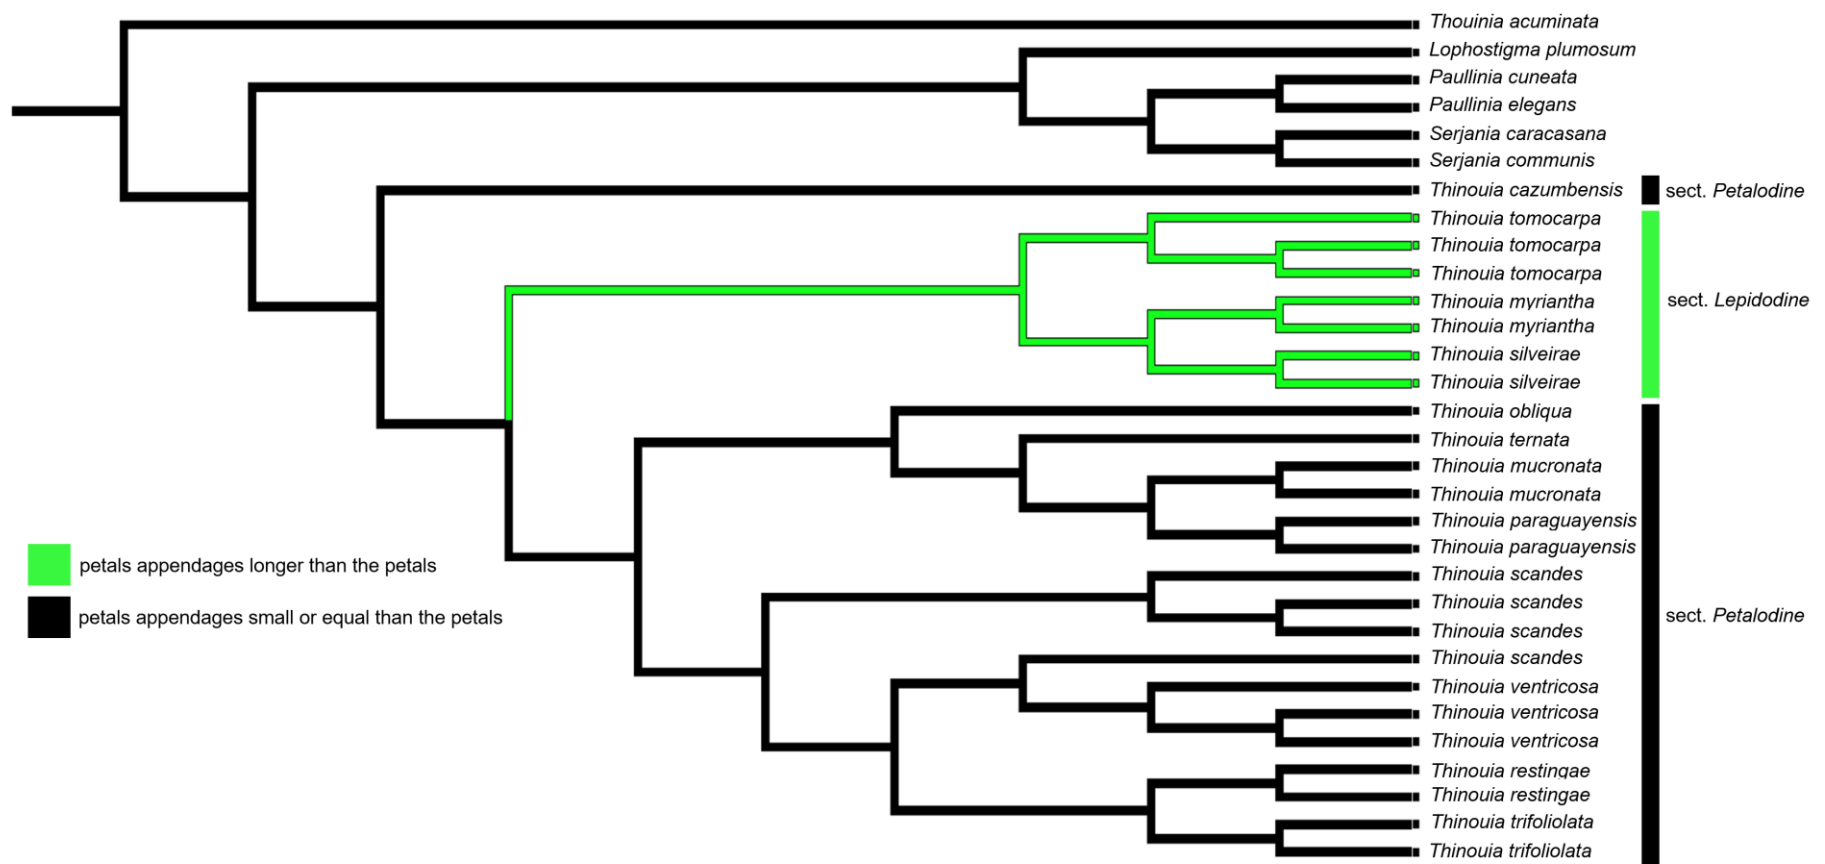 Thouinia acuminata
Lophostigma plumosum
Paullinia cuneata
Paullinia elegans
Serjania caracasana
Serjania communis
Thinouia cazumbensis
sect. Petalodine
Thinouia tomocarpa
Thinouia tomocarpa
Thinouia tomocarpa
Thinouia myriantha
sect. Lepidodine
Thinouia myriantha
Thinouia silveirae
Thinouia silveirae
Thinouia obliqua
Thinouia ternata
Thinouia mucronata
Thinouia mucronata
Thinouia paraguayensis
Thinouia paraguayensis
petals appendages longer than the petals
Thinouia scandes
Thinouia scandes
petals appendages small or equal than the petals
sect. Petalodine
Thinouia scandes
Thinouia scandes
Thinouia ventricosa
Thinouia ventricosa
Thinouia ventricosa
Thinouia restingae
Thinouia restingae
Thinouia trifoliolata
Thinouia trifoliolata